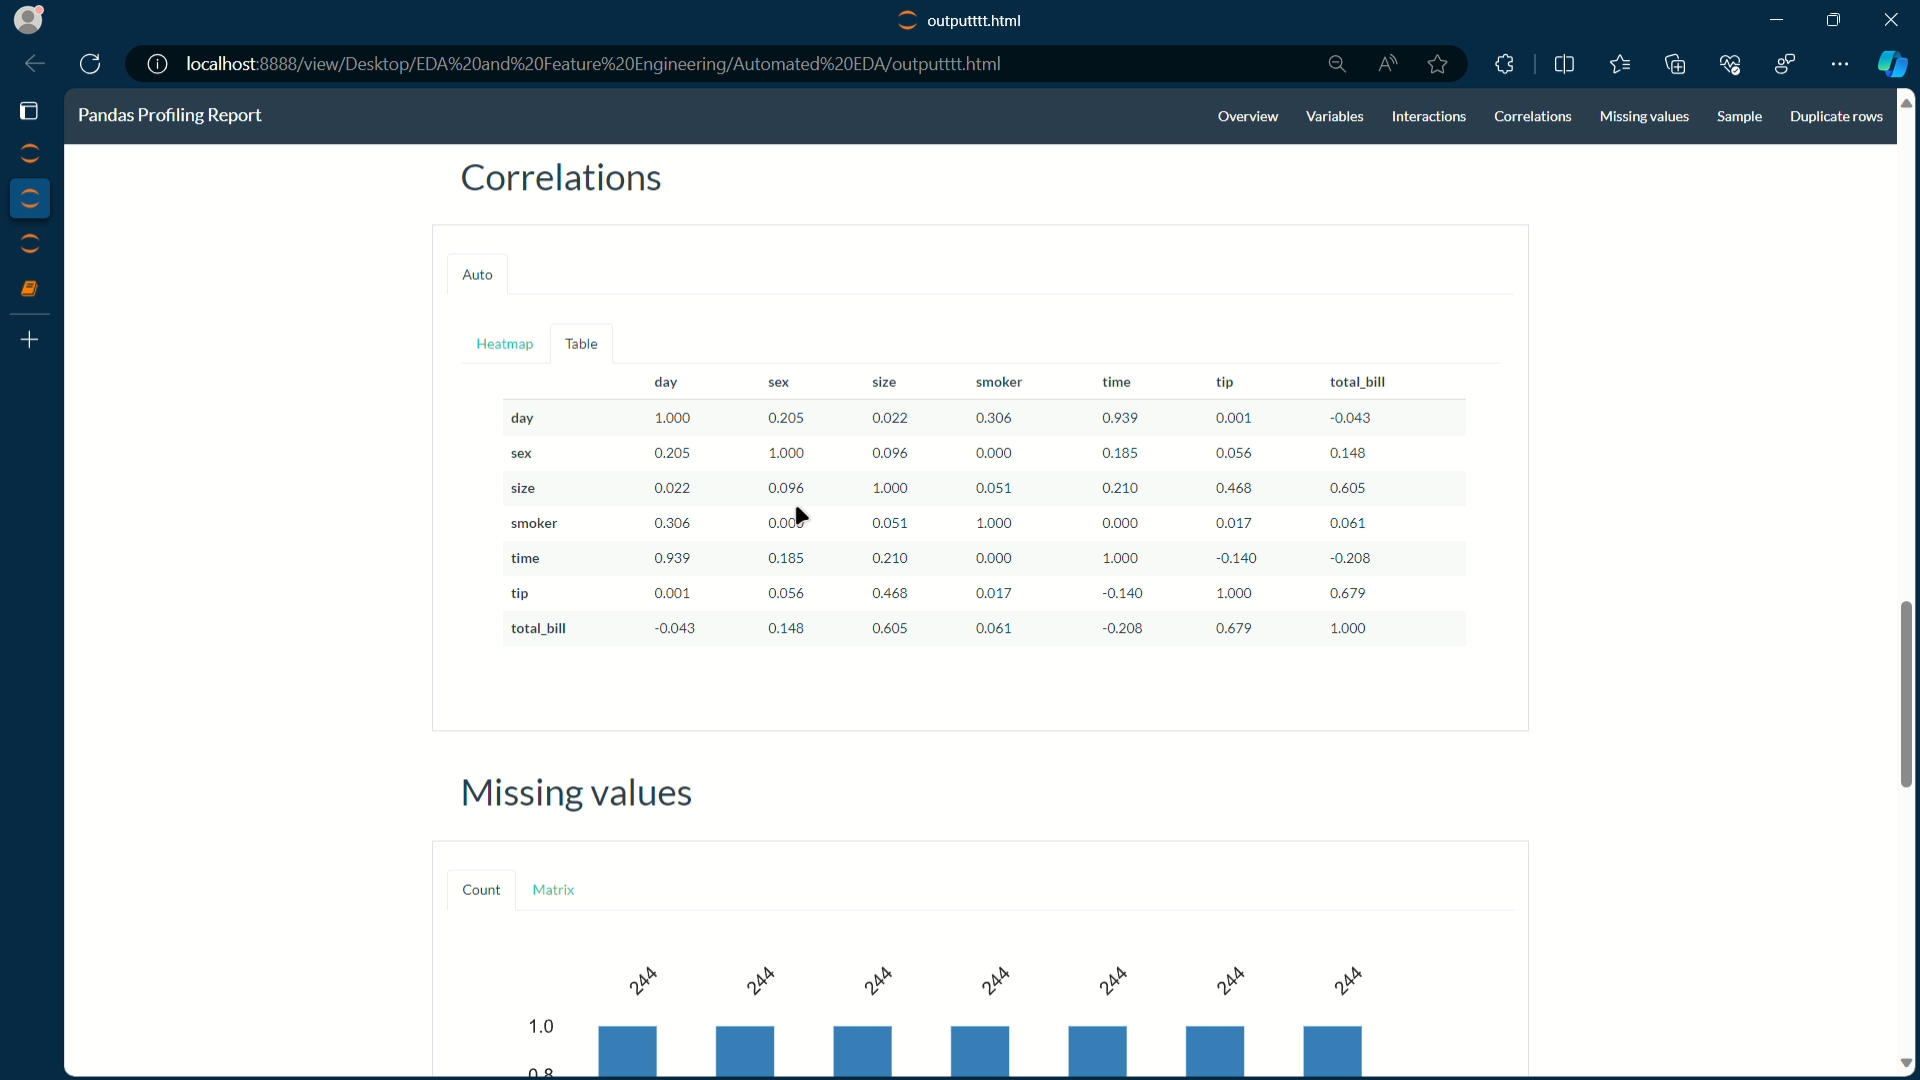 outputttt.html
localhost:8888/view/Desktop/EDA%20and%20Feature%20Engineering/Automated%20EDA/outputttt.html
Pandas Profiling Report
Overview Variables Interactions Correlations Missing values Sample Duplicate rows
Correlations
Auto
Heatmap Table
day sex size smoker time tip total_bill
day 1.000 0.205 0.022 0.306 0.939 0.001 -0.043
sex 0.205 1.000 0.096 0.000 0.185 0.056 0.148
size 0.022 0.096 1.000 0.051 0.210 0.468 0.605
smoker 0.306 0.000 0.051 1.000 0.000 0.017 0.061
time 0.939 0.185 0.210 0.000 1.000 -0.140 -0.208
tip 0.001 0.056 0.468 0.017 -0.140 1.000 0.679
total_bill -0.043 0.148 0.605 0.061 -0.208 0.679 1.000
Missing values
Count Matrix
244 244 244 244 244 244 244
1.0
0.8